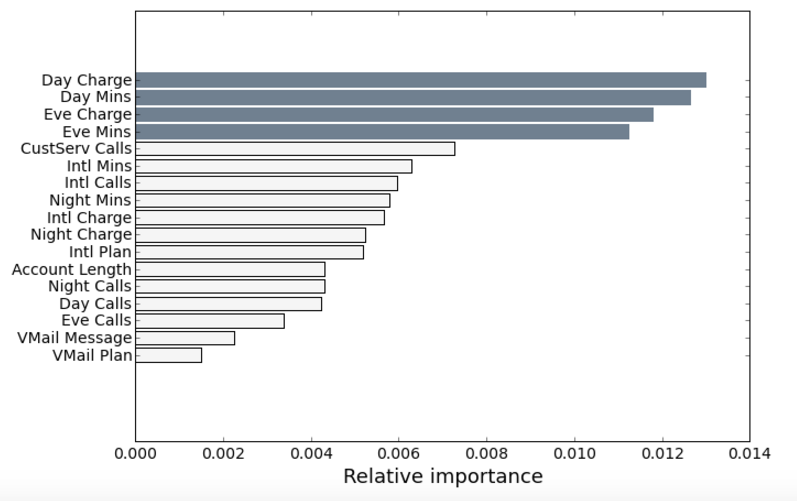 Day Charge
Day Mins
Eve Charge
Eve Mins
CustServ Calls
Intl Mins
Intl Calls
Night Mins
Intl Charge
Night Charge
Intl Plan
Account Length
Night Calls
Day Calls
Eve Calls
VMail Message
VMail Plan
0.000 0.002 0.004 0.006 0.008 0.010 0.012 0.014
Relative importance